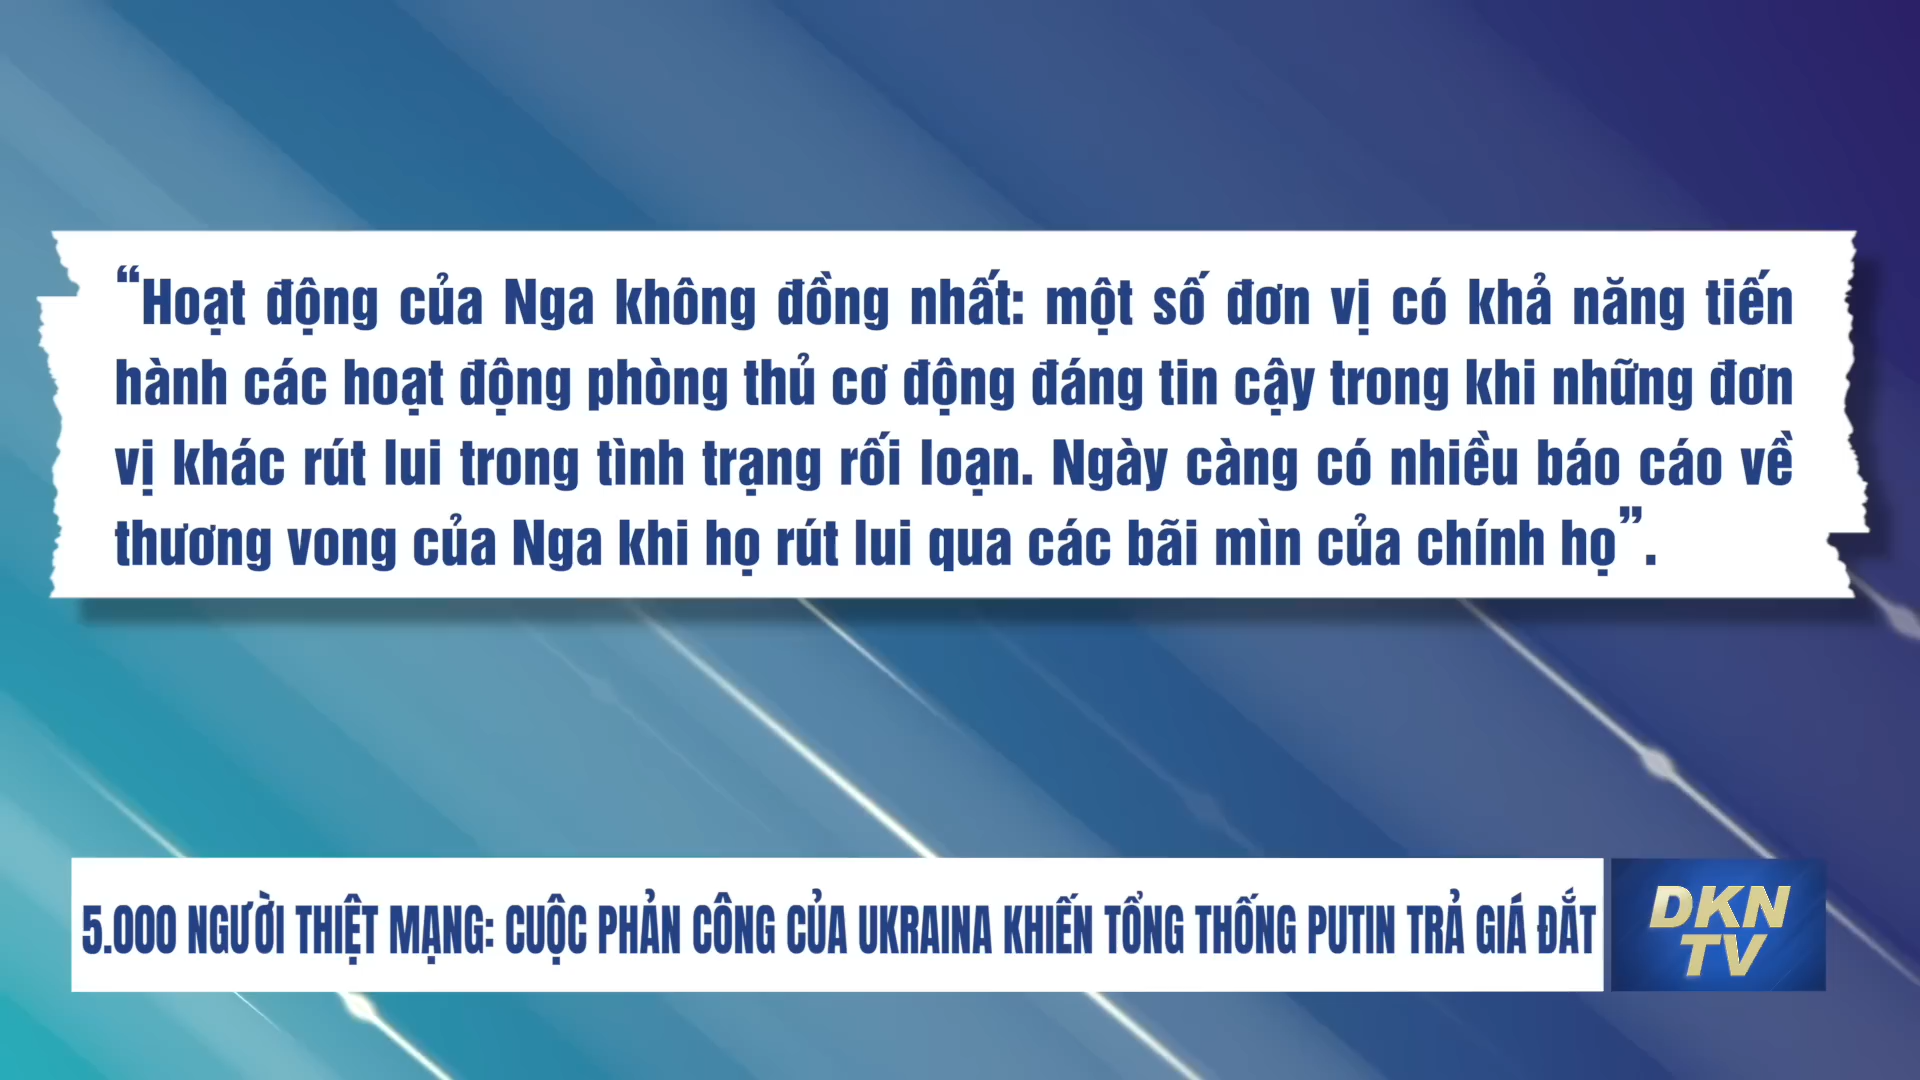 “Hoạt động của Nga không đồng nhất: một số đơn vị có khả năng tiến
hành các hoạt động phòng thủ cơ động đáng tin cậy trong khi những đơn
vị khác rút lui trong tình trạng rối loạn. Ngày càng có nhiều báo cáo về
thương vong của Nga khi họ rút lui qua các bãi mìn của chính họ”.
5.000 NGƯỜI THIỆT MẠNG: CUỘC PHẢN CÔNG CỦA UKRAINA KHIẾN TỔNG THỐNG PUTIN TRẢ GIÁ ĐẮT
DKN
TV